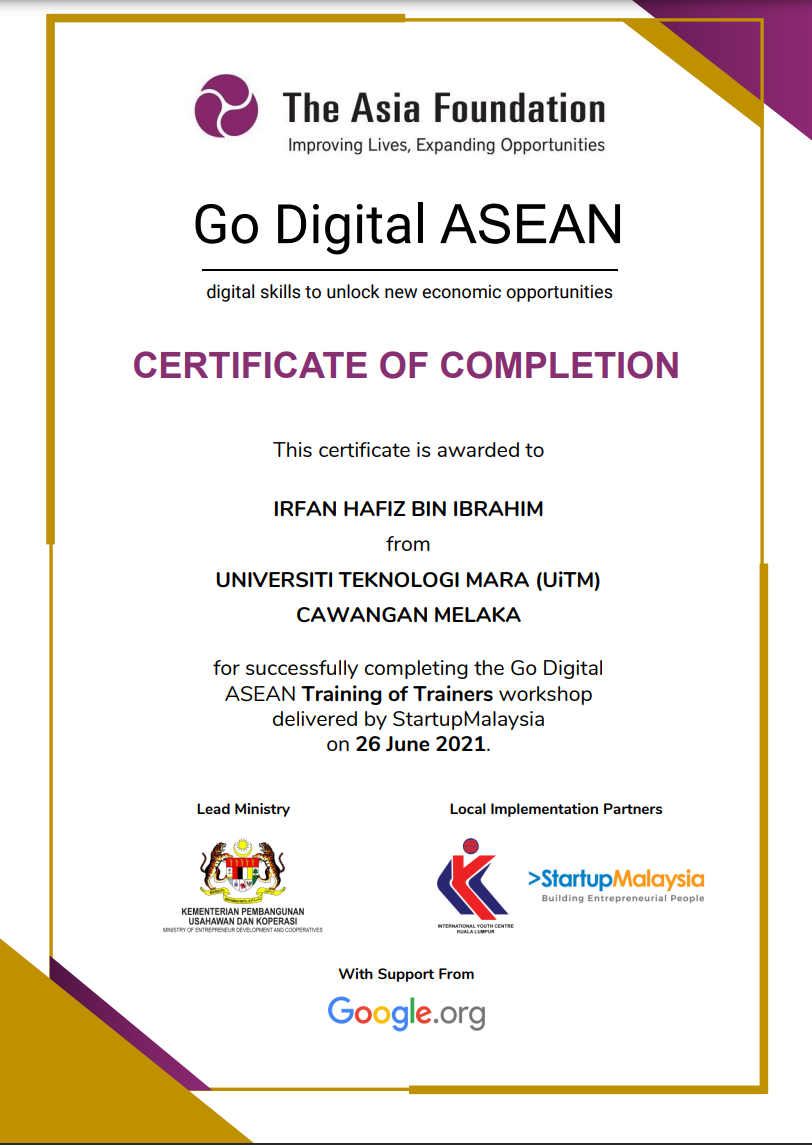 The Asia Foundation
Improving Lives, Expanding Opportunities
Go Digital ASEAN
digital skills to unlock new economic opportunities
CERTIFICATE OF COMPLETION
This certificate is awarded to
IRFAN HAFIZ BIN IBRAHIM
from
UNIVERSITI TEKNOLOGI MARA (UiTM)
CAWANGAN MELAKA
for successfully completing the Go Digital
ASEAN Training of Trainers workshop
delivered by StartupMalaysia
on 26 June 2021.
Lead Ministry
KEMENTERIAN PEMBANGUNAN
USAHAWAN DAN KOPERASI
MINISTRY OF ENTREPRENEUR DEVELOPMENT AND COOPERATIVES
Local Implementation Partners
INTERNATIONAL YOUTH CENTRE
KUALA LUMPUR
>StartupMalaysia
Building Entrepreneurial People
With Support From
Google.org